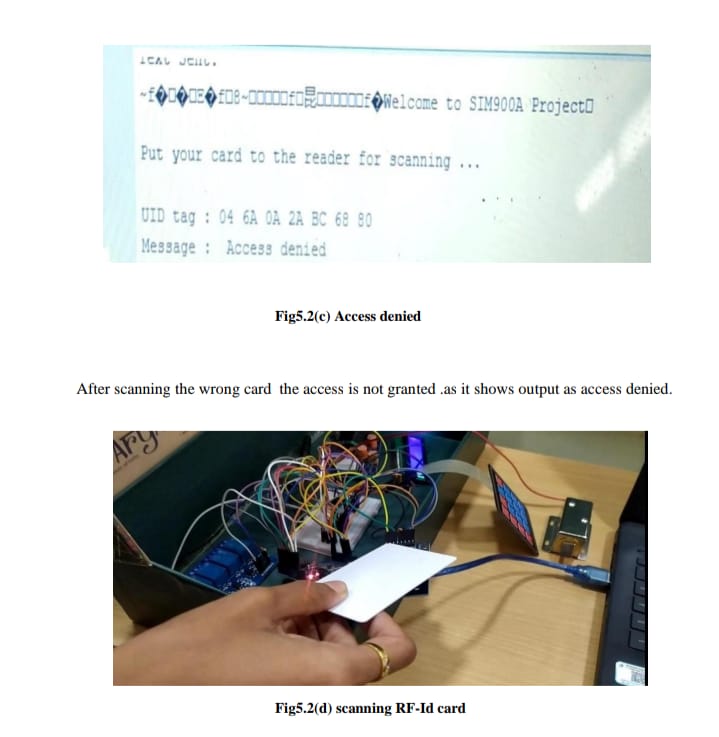 Welcome to SIM900A Project
Put your card to the reader for scanning ...
UID tag : 04 6A 0A 2A BC 68 80
Message : Access denied
Fig5.2(c) Access denied
After scanning the wrong card the access is not granted .as it shows output as access denied.
Fig5.2(d) scanning RF-Id card